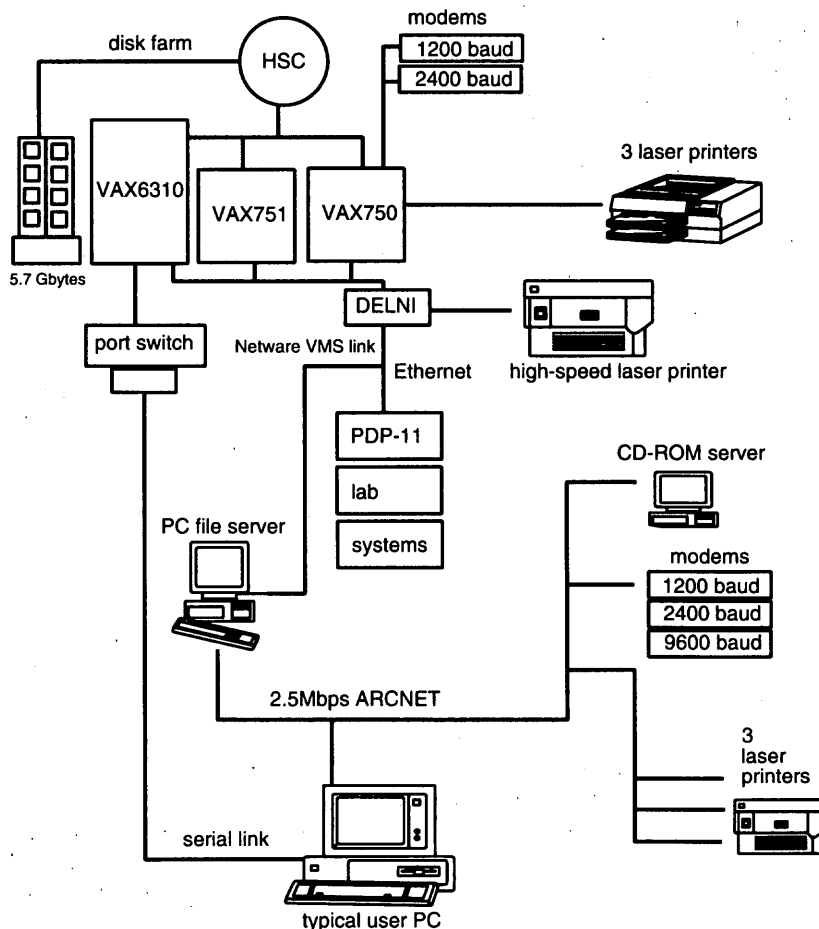 modems
disk farm
HSC
1200 baud
2400 baud
3 laser printers
VAX6310
VAX751
VAX750
5.7 Gbytes
DELNI
port switch
Netware VMS link
Ethernet
high-speed laser printer
PDP-11
lab
systems
CD-ROM server
PC file server
modems
1200 baud
2400 baud
9600 baud
2.5Mbps ARCNET
3
laser
printers
serial link
typical user PC